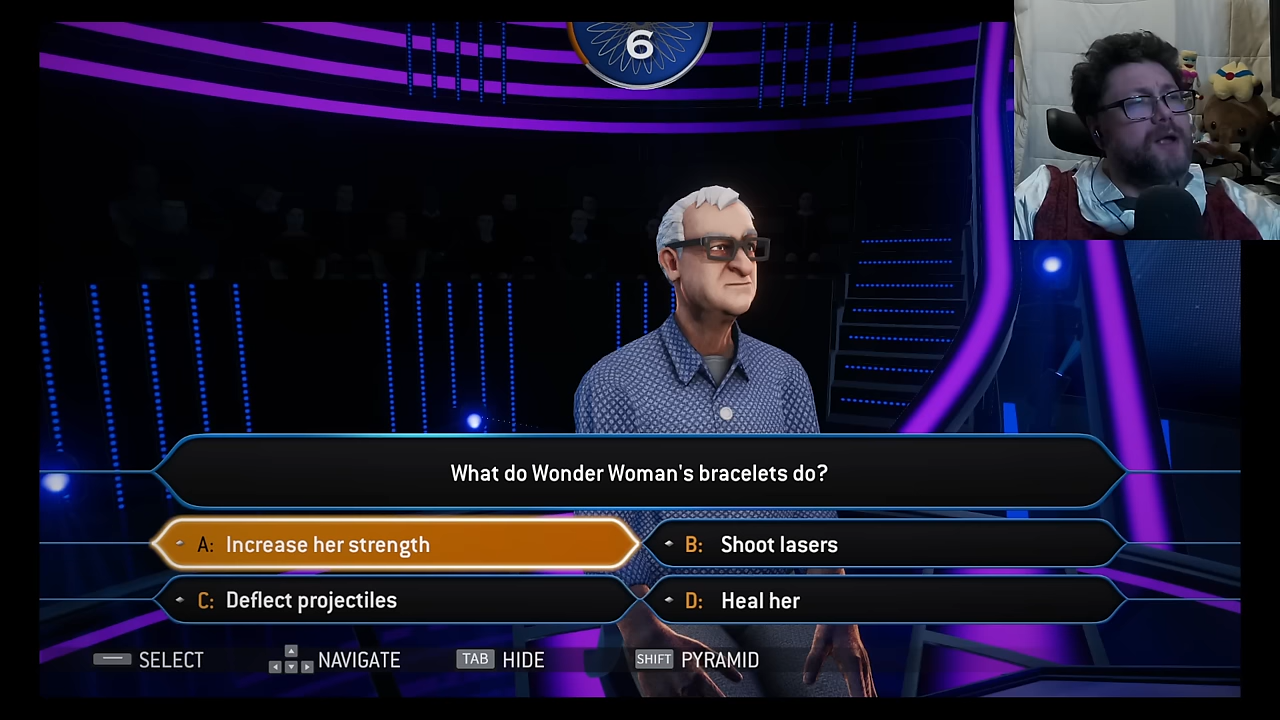 6
What do Wonder Woman's bracelets do?
A: Increase her strength
B: Shoot lasers
C: Deflect projectiles
D: Heal her
SELECT
NAVIGATE
TAB HIDE
SHIFT PYRAMID